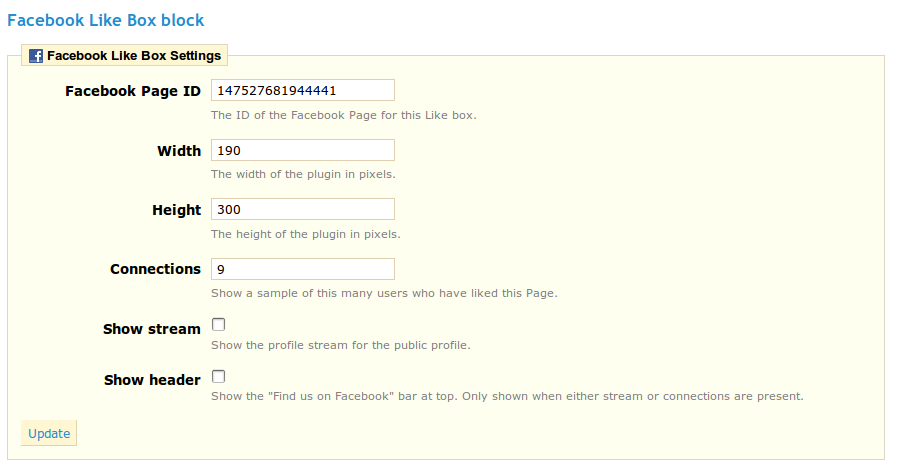 Facebook Like Box block
Facebook Like Box Settings
Facebook Page ID 147527681944441
The ID of the Facebook Page for this Like box.
Width 190
The width of the plugin in pixels.
Height 300
The height of the plugin in pixels.
Connections 9
Show a sample of this many users who have liked this Page.
Show stream
Show the profile stream for the public profile.
Show header
Show the "Find us on Facebook" bar at top. Only shown when either stream or connections are present.
Update